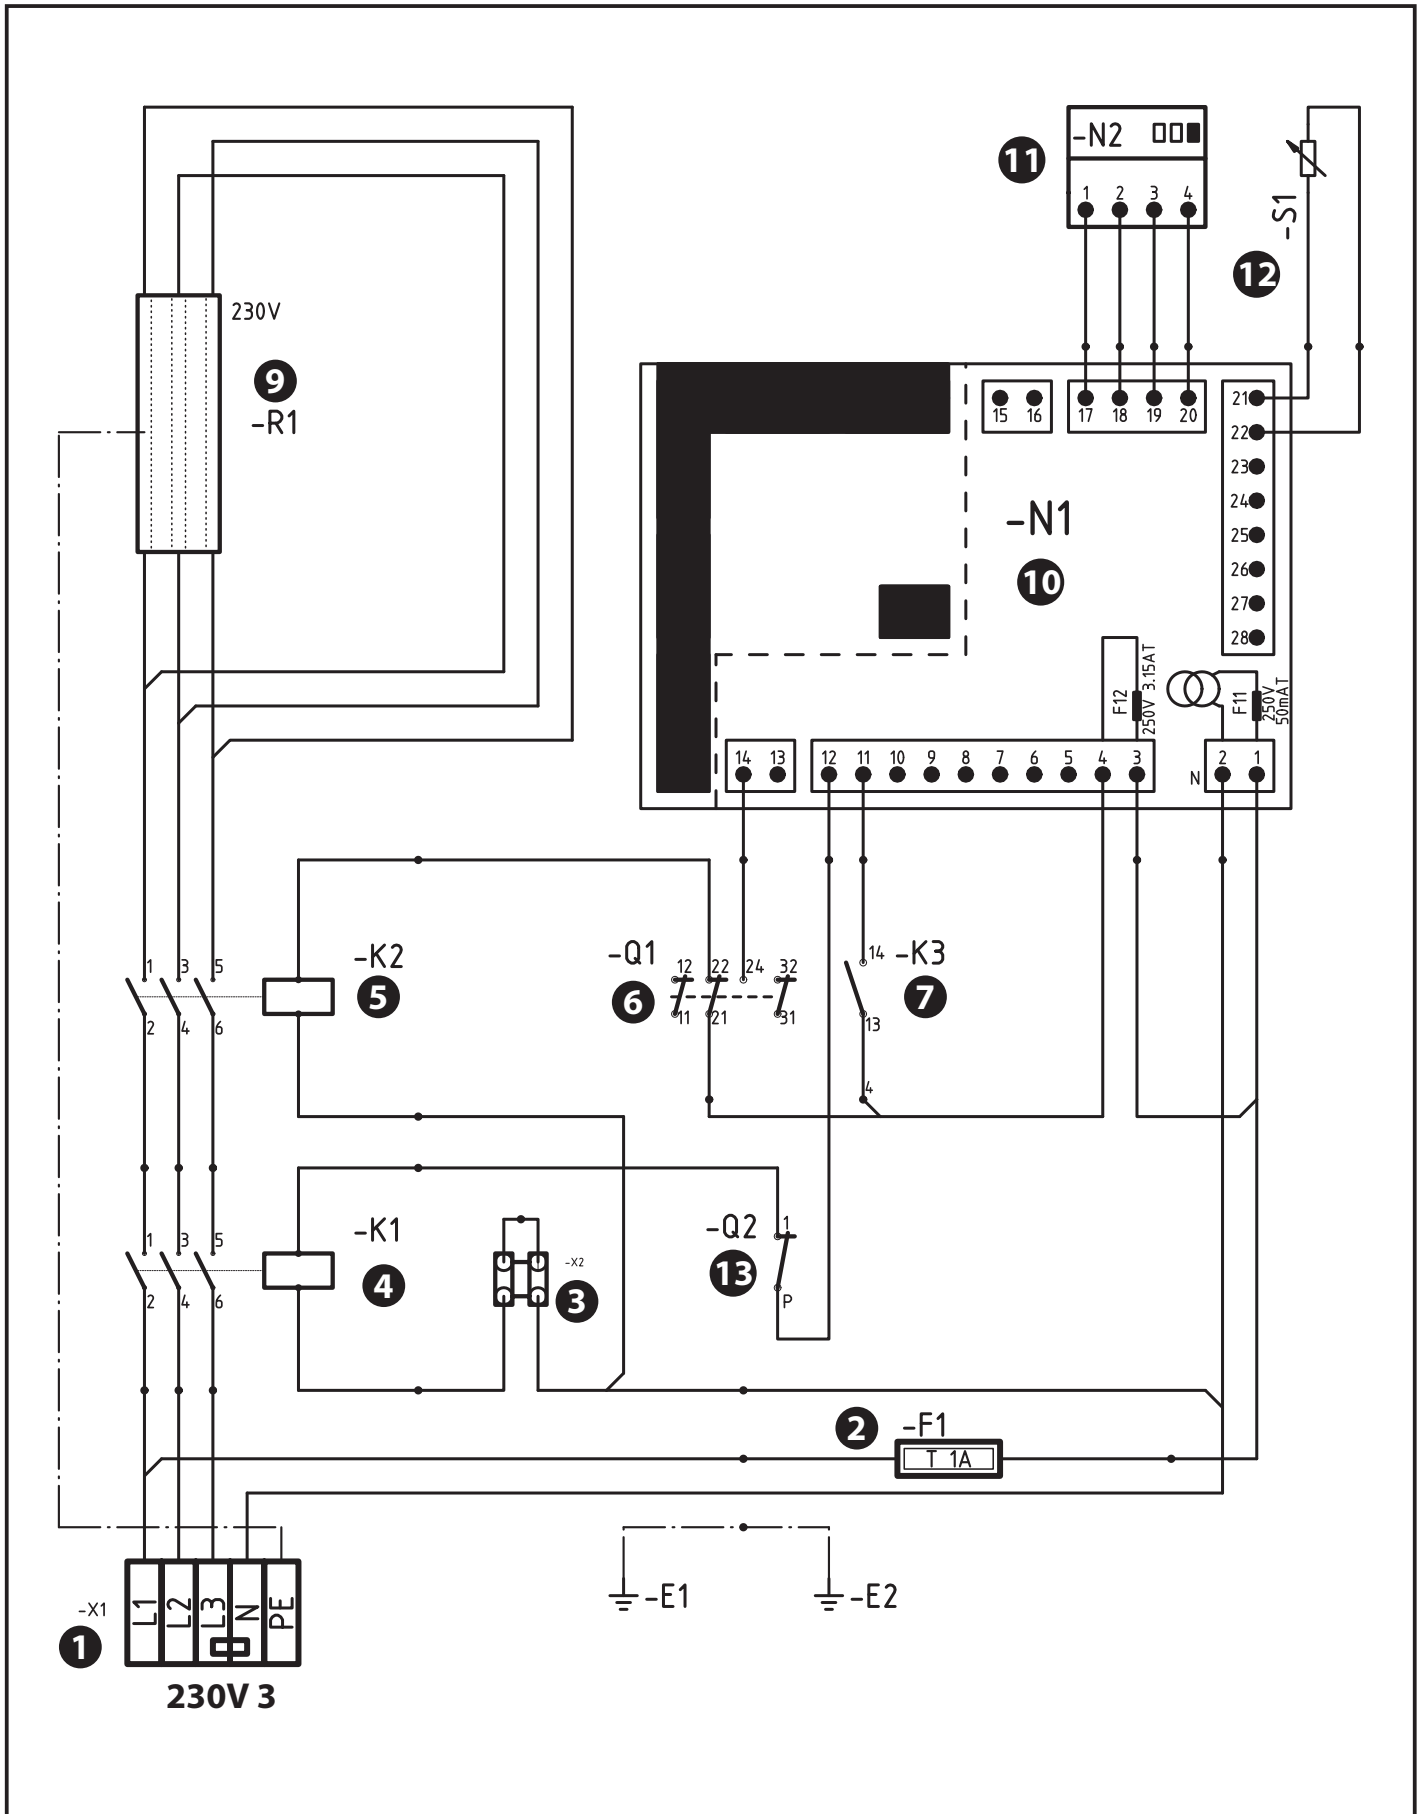 -N2
11
1 2 3 4
-S1
12
230V
9
-R1
15 16 17 18 19 20
21
22
23
24
25
26
27
28
-N1
10
F12
250V 3.15AT
F11
250V
50mAT
14 13 12 11 10 9 8 7 6 5 4 3 N 2 1
-K2
5
1 3 5
2 4 6
-Q1
6
12 22 24 32
11 21 31
14
-K3
7
13
4
-K1
4
1 3 5
2 4 6
-X2
3
-Q2
13
1
P
2
-F1
T 1A
-X1
1
L1 L2 L3 N PE
230V 3
-E1
-E2